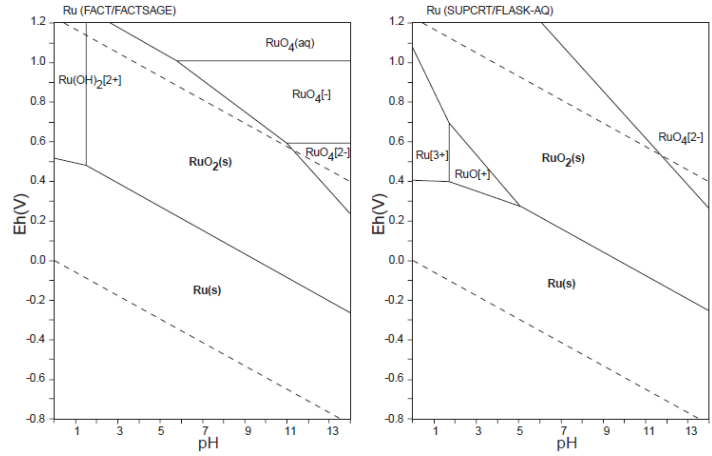 Ru (FACT/FACTSAGE)
1.2
1.0
0.8
0.6
0.4
0.2
0.0
-0.2
-0.4
-0.6
-0.8
Eh(V)
RuO4(aq)
Ru(OH)2[2+]
RuO4[-]
RuO4[2-]
RuO2(s)
Ru(s)
1 3 5 7 9 11 13
pH
Ru (SUPCRT/FLASK-AQ)
1.2
1.0
0.8
0.6
0.4
0.2
0.0
-0.2
-0.4
-0.6
-0.8
Eh(V)
RuO4[2-]
Ru[3+]
RuO2(s)
RuO[+]
Ru(s)
1 3 5 7 9 11 13
pH